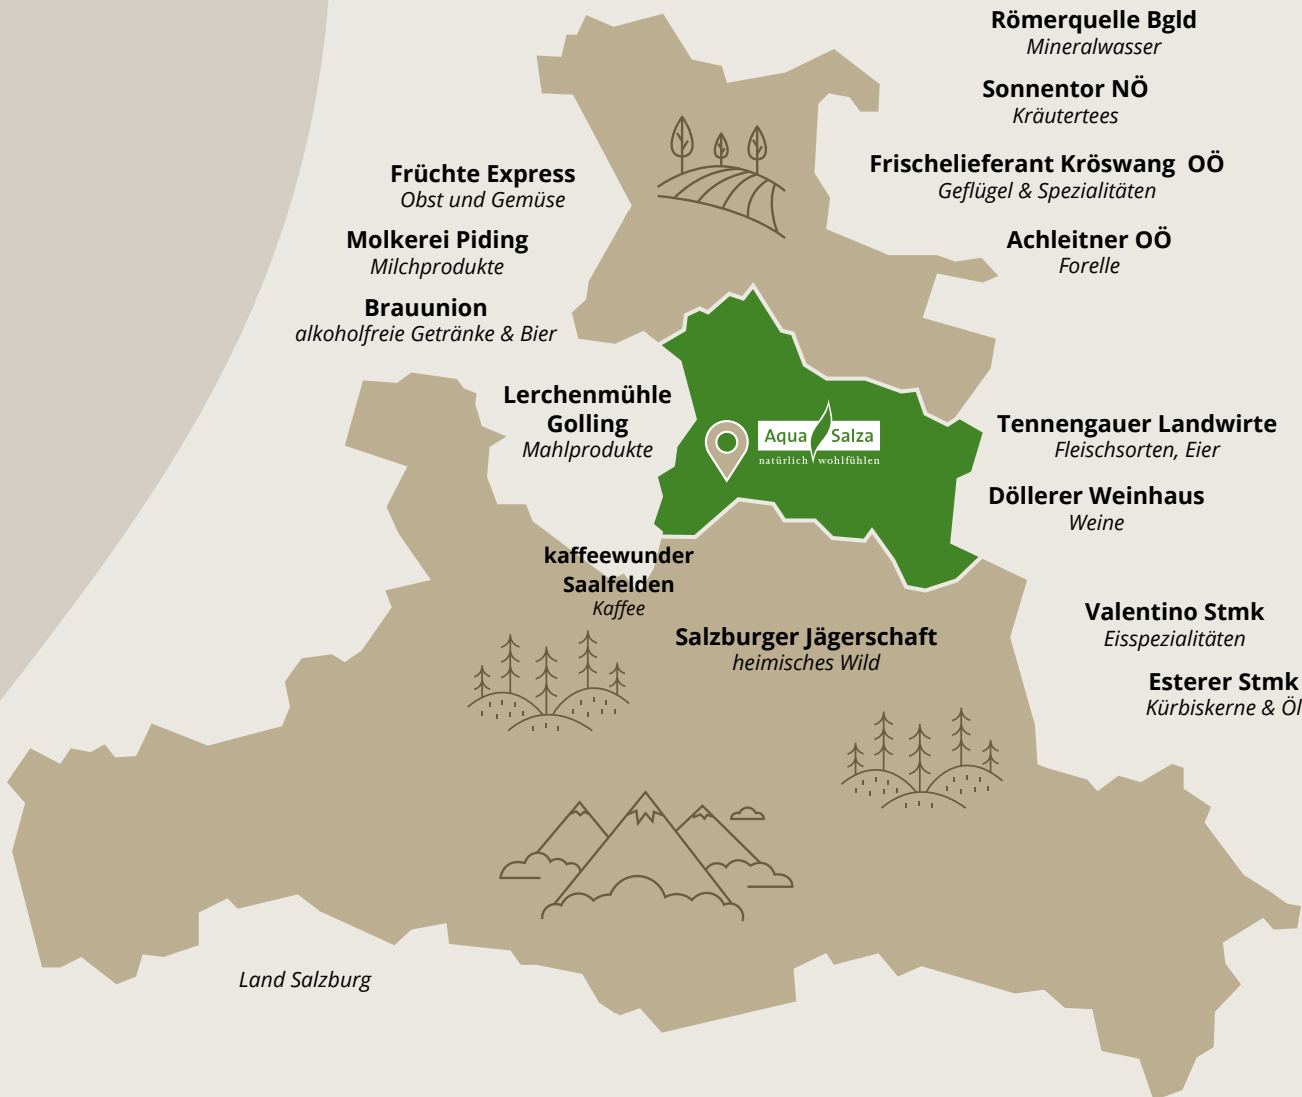 Römerquelle Bgld
Mineralwasser
Sonnentor NÖ
Kräutertees
Frischelieferant Kröswang OÖ
Geflügel & Spezialitäten
Achleitner OÖ
Forelle
Früchte Express
Obst und Gemüse
Molkerei Piding
Milchprodukte
Brauunion
alkoholfreie Getränke & Bier
Lerchenmühle
Golling
Mahlprodukte
Aqua Salza
natürlich wohlfühlen
Tennengauer Landwirte
Fleischsorten, Eier
Döllerer Weinhaus
Weine
kaffeewunder
Saalfelden
Kaffee
Salzburger Jägerschaft
heimisches Wild
Valentino Stmk
Eisspezialitäten
Esterer Stmk
Kürbiskerne & Öl
Land Salzburg